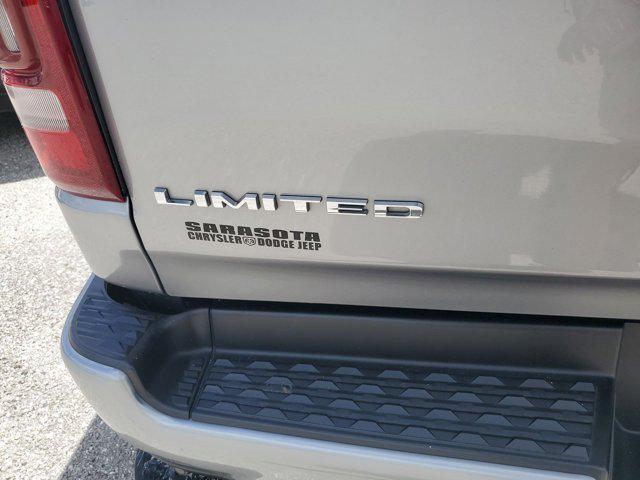 LIMITED
SARASOTA
CHRYSLER DODGE JEEP